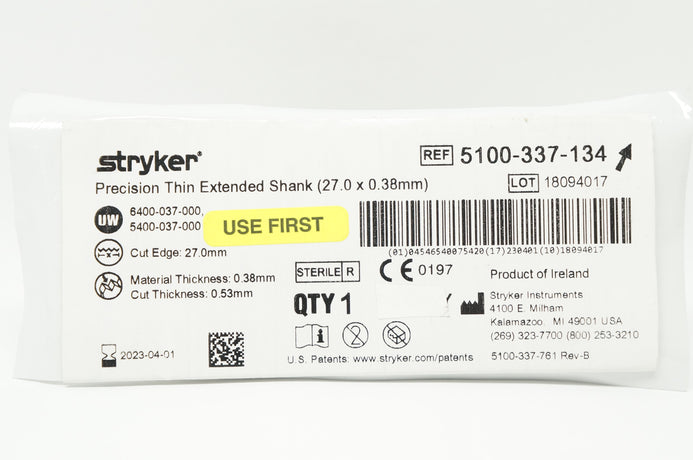 stryker®
REF 5100-337-134
Precision Thin Extended Shank (27.0 x 0.38mm)
LOT 18094017
UW 6400-037-000,
5400-037-000
USE FIRST
(01)04546540075420(17)230401(10)18094017
Cut Edge: 27.0mm
STERILE R
CE 0197
Product of Ireland
Material Thickness: 0.38mm
Cut Thickness: 0.53mm
QTY 1
Stryker Instruments
4100 E. Milham
Kalamazoo, MI 49001 USA
(269) 323-7700 (800) 253-3210
2023-04-01
U.S. Patents: www.stryker.com/patents
5100-337-761 Rev-B